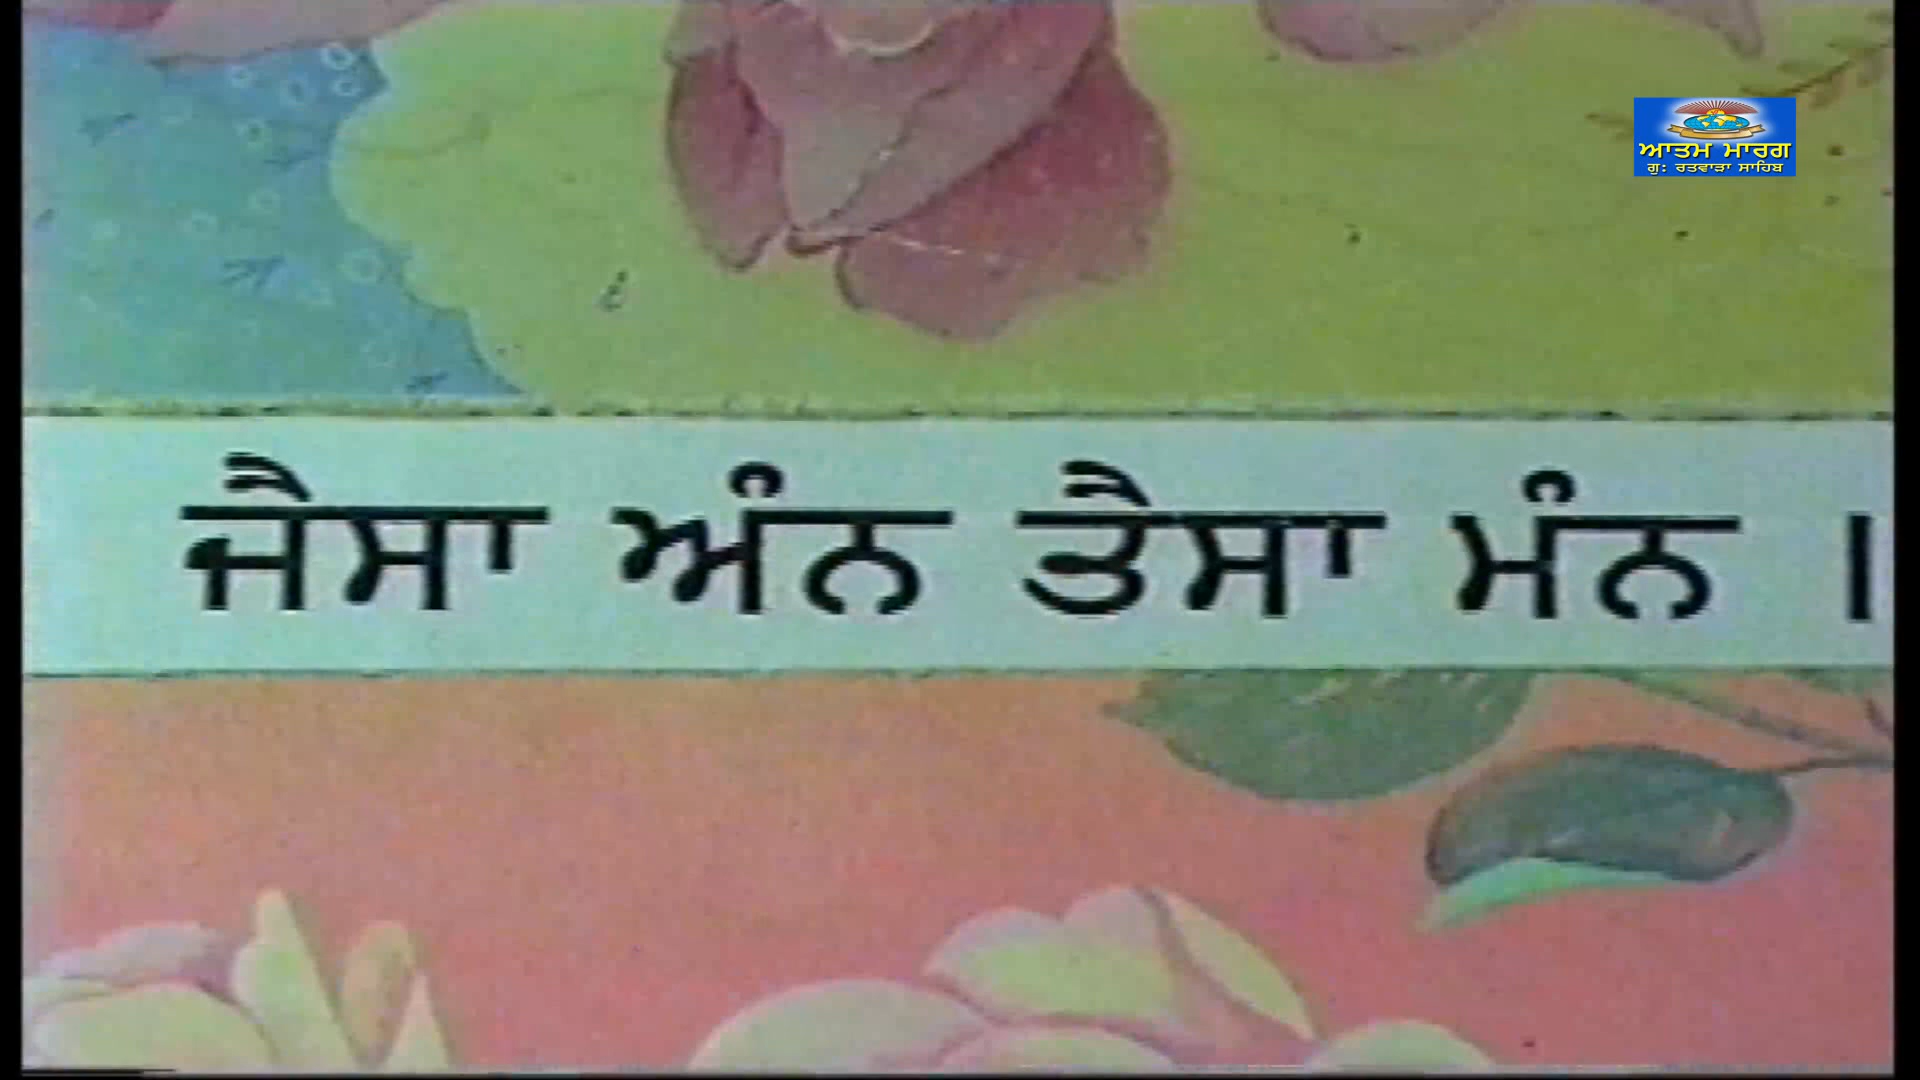 ਆਤਮ ਮਾਰਗ
ਗੁ: ਰਤਵਾੜਾ ਸਾਹਿਬ
ਜੈਸਾ ਅੰਨ ਤੈਸਾ ਮੰਨ ।